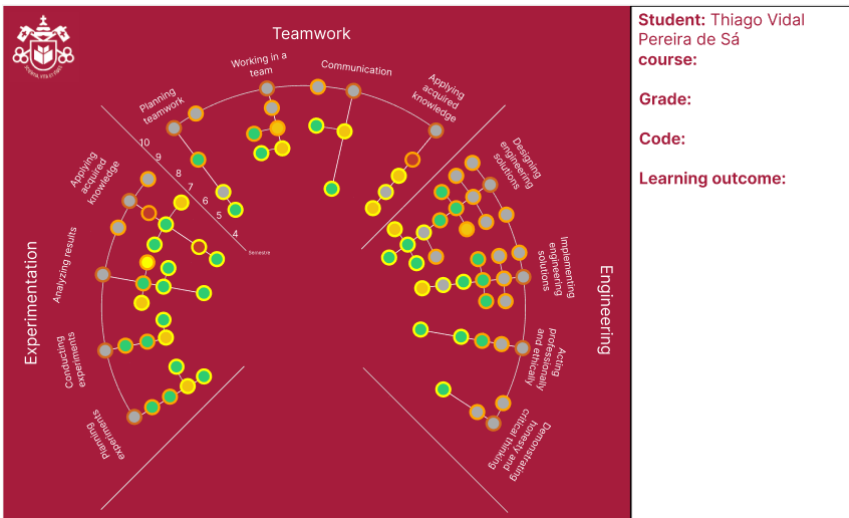 Teamwork
Working in a
team
Communication
Planning
teamwork
Applying
acquired
knowledge
Applying
acquired
knowledge
Designing
engineering
solutions
10
9
8
7
6
5
4
Semestre
Experimentation
Analyzing results
Implementing
engineering
solutions
Engineering
Conducting
experiments
Acting
professionally
and ethically
Planning
experiments
Demonstrating
honesty and
critical thinking
Student: Thiago Vidal
Pereira de Sá
course:
Grade:
Code:
Learning outcome: